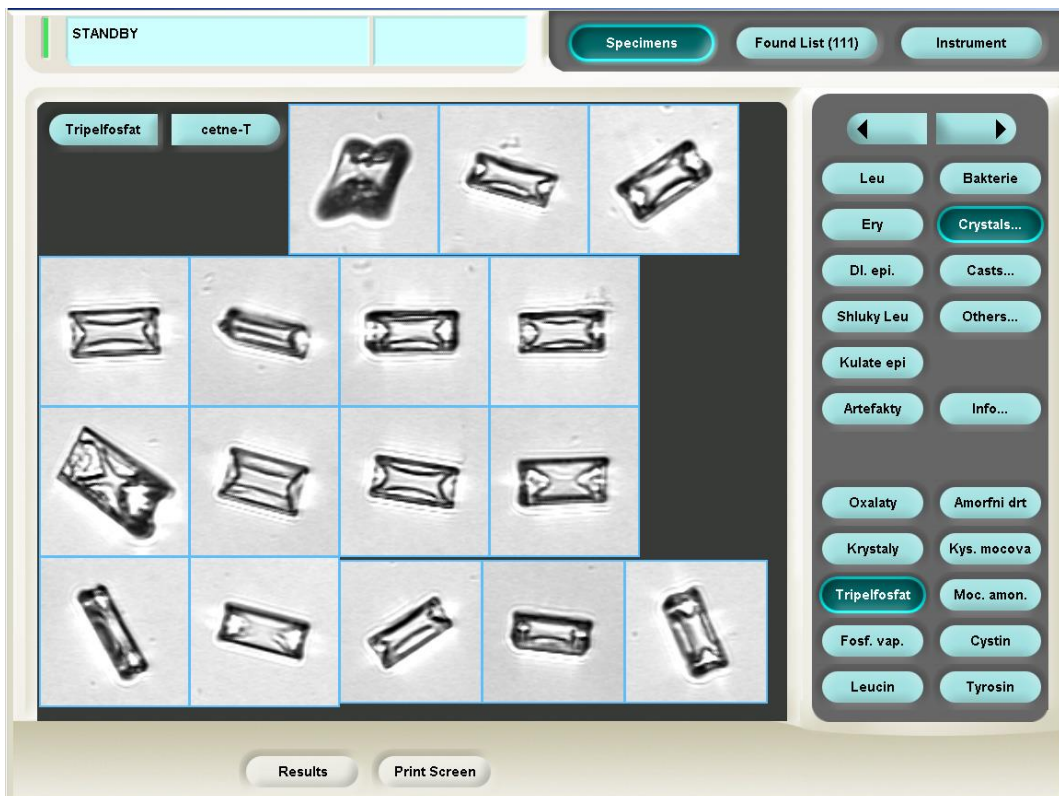 STANDBY
Specimens
Found List (111)
Instrument
Tripelfosfat
cetne-T
Leu
Bakterie
Ery
Crystals...
Dl. epi.
Casts...
Shluky Leu
Others...
Kulate epi
Artefakty
Info...
Oxalaty
Amorfni drt
Krystaly
Kys. mocova
Tripelfosfat
Moc. amon.
Fosf. vap.
Cystin
Leucin
Tyrosin
Results
Print Screen